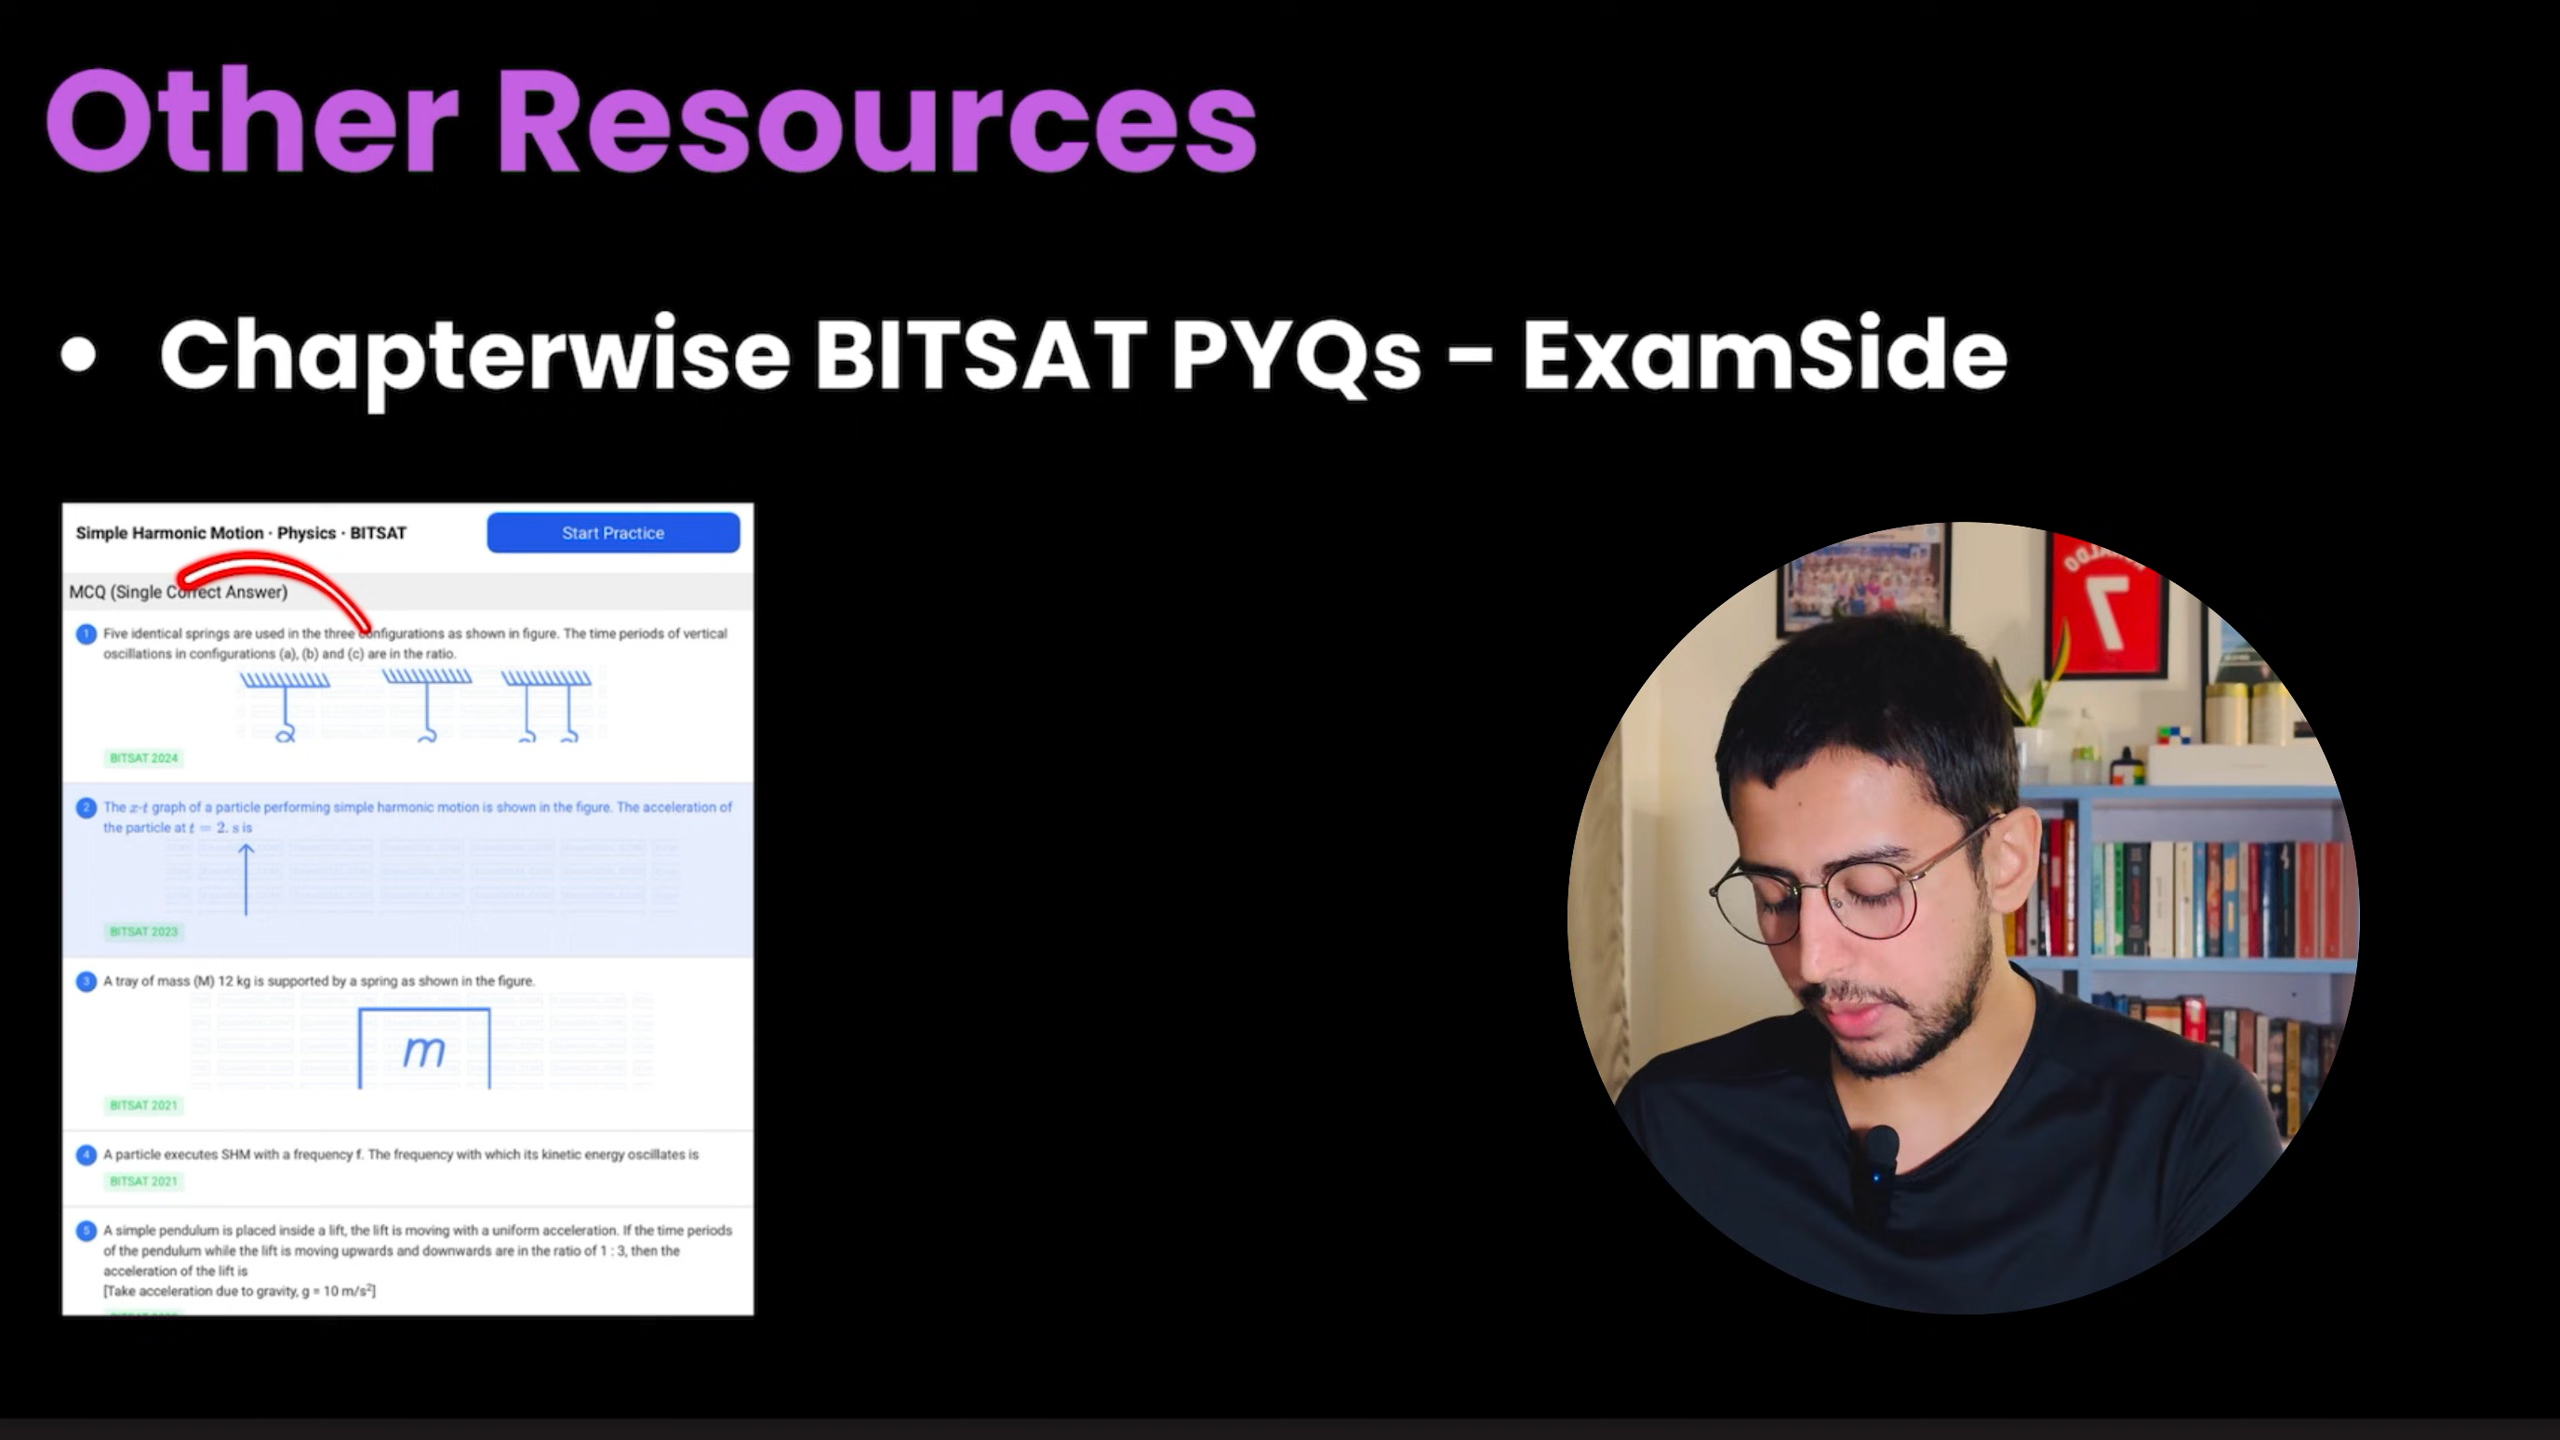 Other Resources
• Chapterwise BITSAT PYQs - ExamSide
Simple Harmonic Motion · Physics · BITSAT
Start Practice
MCQ (Single Correct Answer)
1 Five identical springs are used in the three configurations as shown in figure. The time periods of vertical
oscillations in configurations (a), (b) and (c) are in the ratio.
BITSAT 2024
2 The x-t graph of a particle performing simple harmonic motion is shown in the figure. The acceleration of
the particle at t = 2. s is
BITSAT 2023
3 A tray of mass (M) 12 kg is supported by a spring as shown in the figure.
m
BITSAT 2021
4 A particle executes SHM with a frequency f. The frequency with which its kinetic energy oscillates is
BITSAT 2021
5 A simple pendulum is placed inside a lift, the lift is moving with a uniform acceleration. If the time periods
of the pendulum while the lift is moving upwards and downwards are in the ratio of 1 : 3, then the
acceleration of the lift is
[Take acceleration due to gravity, g = 10 m/s²]
7